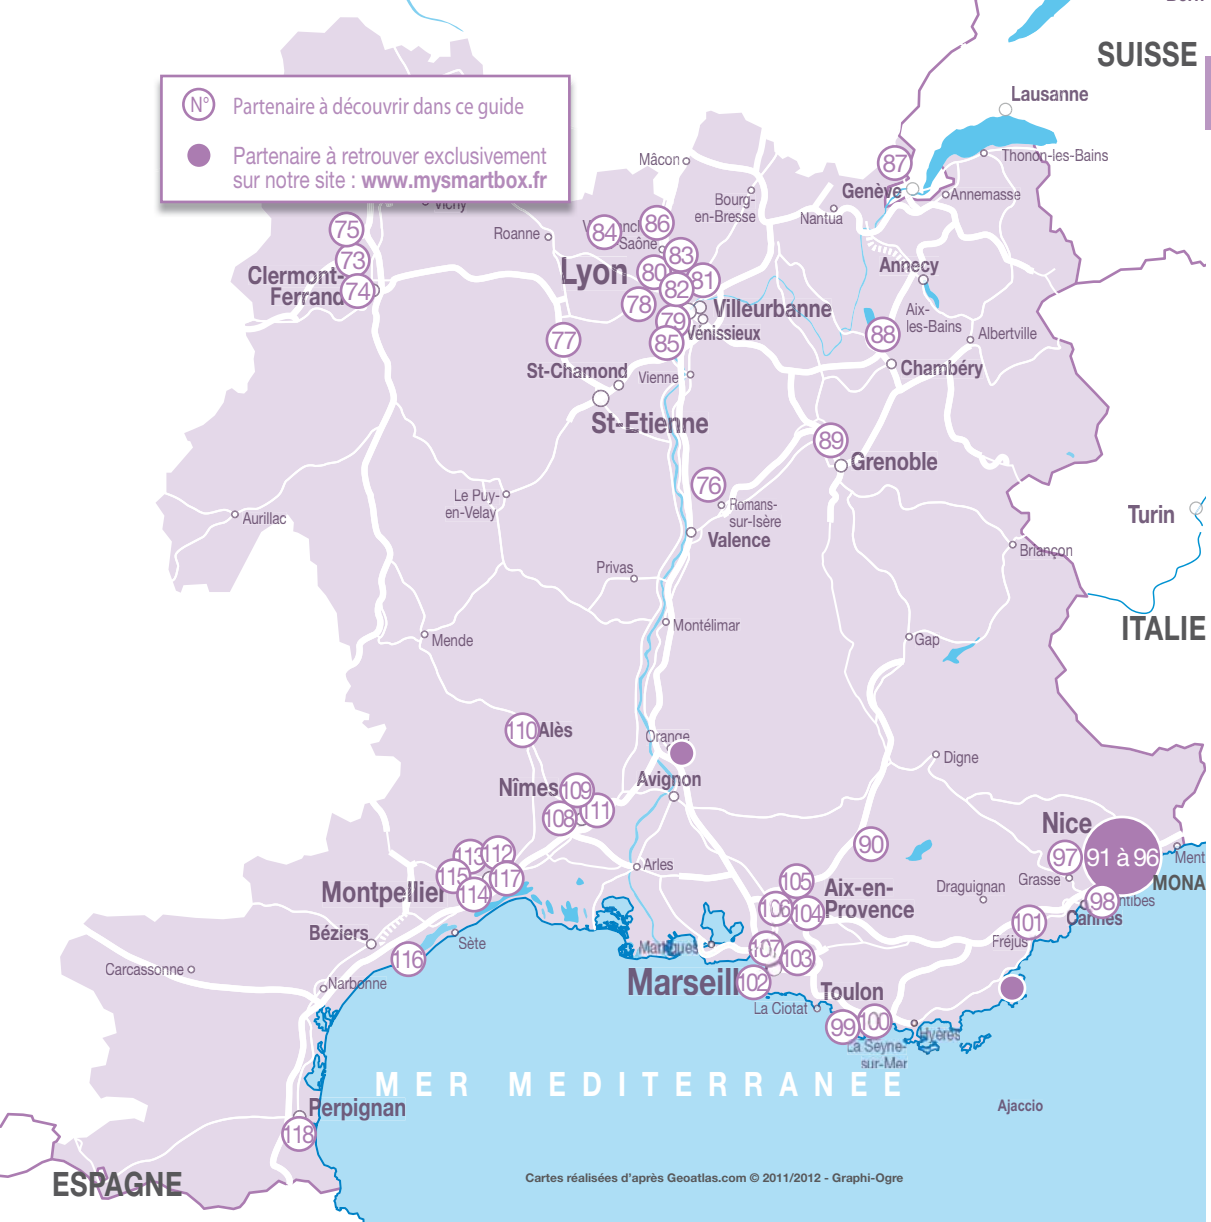 SUISSE
Lausanne
N° Partenaire à découvrir dans ce guide
Partenaire à retrouver exclusivement
sur notre site : www.mysmartbox.fr
Thonon-les-Bains
Mâcon
87
Genève
Annemasse
Bourg-
en-Bresse
Nantua
Vichy
75
84
86
Roanne
Saône
73
83
Clermont-
Ferrand
74
Lyon
80
81
82
Annecy
78
79
Villeurbanne
Vénissieux
Aix-
les-Bains
88
Albertville
77
85
St-Chamond
Vienne
Chambéry
St-Etienne
89
Grenoble
76
Le Puy-
en-Velay
Romans-
sur-Isère
Aurillac
Turin
Valence
Briançon
Privas
Montélimar
ITALIE
Mende
Gap
110
Alès
Orange
Digne
Avignon
Nîmes
109
108
111
Nice
90
97
91 à 96
Ment
113
112
115
117
114
Montpellier
Arles
105
Aix-en-
Provence
106
104
Draguignan
Grasse
MONA
98
ntibes
Cannes
101
Fréjus
Béziers
Sète
116
Martigues
107
103
Carcassonne
Narbonne
Marseill
102
Toulon
La Ciotat
99
100
Hyères
La Seyne-
sur-Mer
MER MEDITERRANEE
Perpignan
118
Ajaccio
ESPAGNE
Cartes réalisées d'après Geoatlas.com © 2011/2012 - Graphi-Ogre